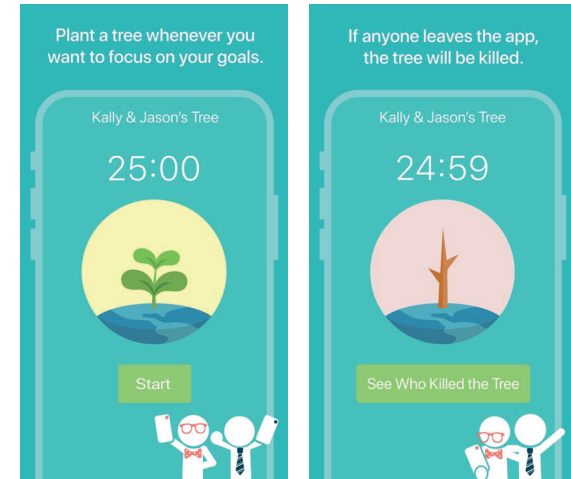 Plant a tree whenever you
want to focus on your goals.
Kally & Jason's Tree
25:00
Start
If anyone leaves the app,
the tree will be killed.
Kally & Jason's Tree
24:59
See Who Killed the Tree